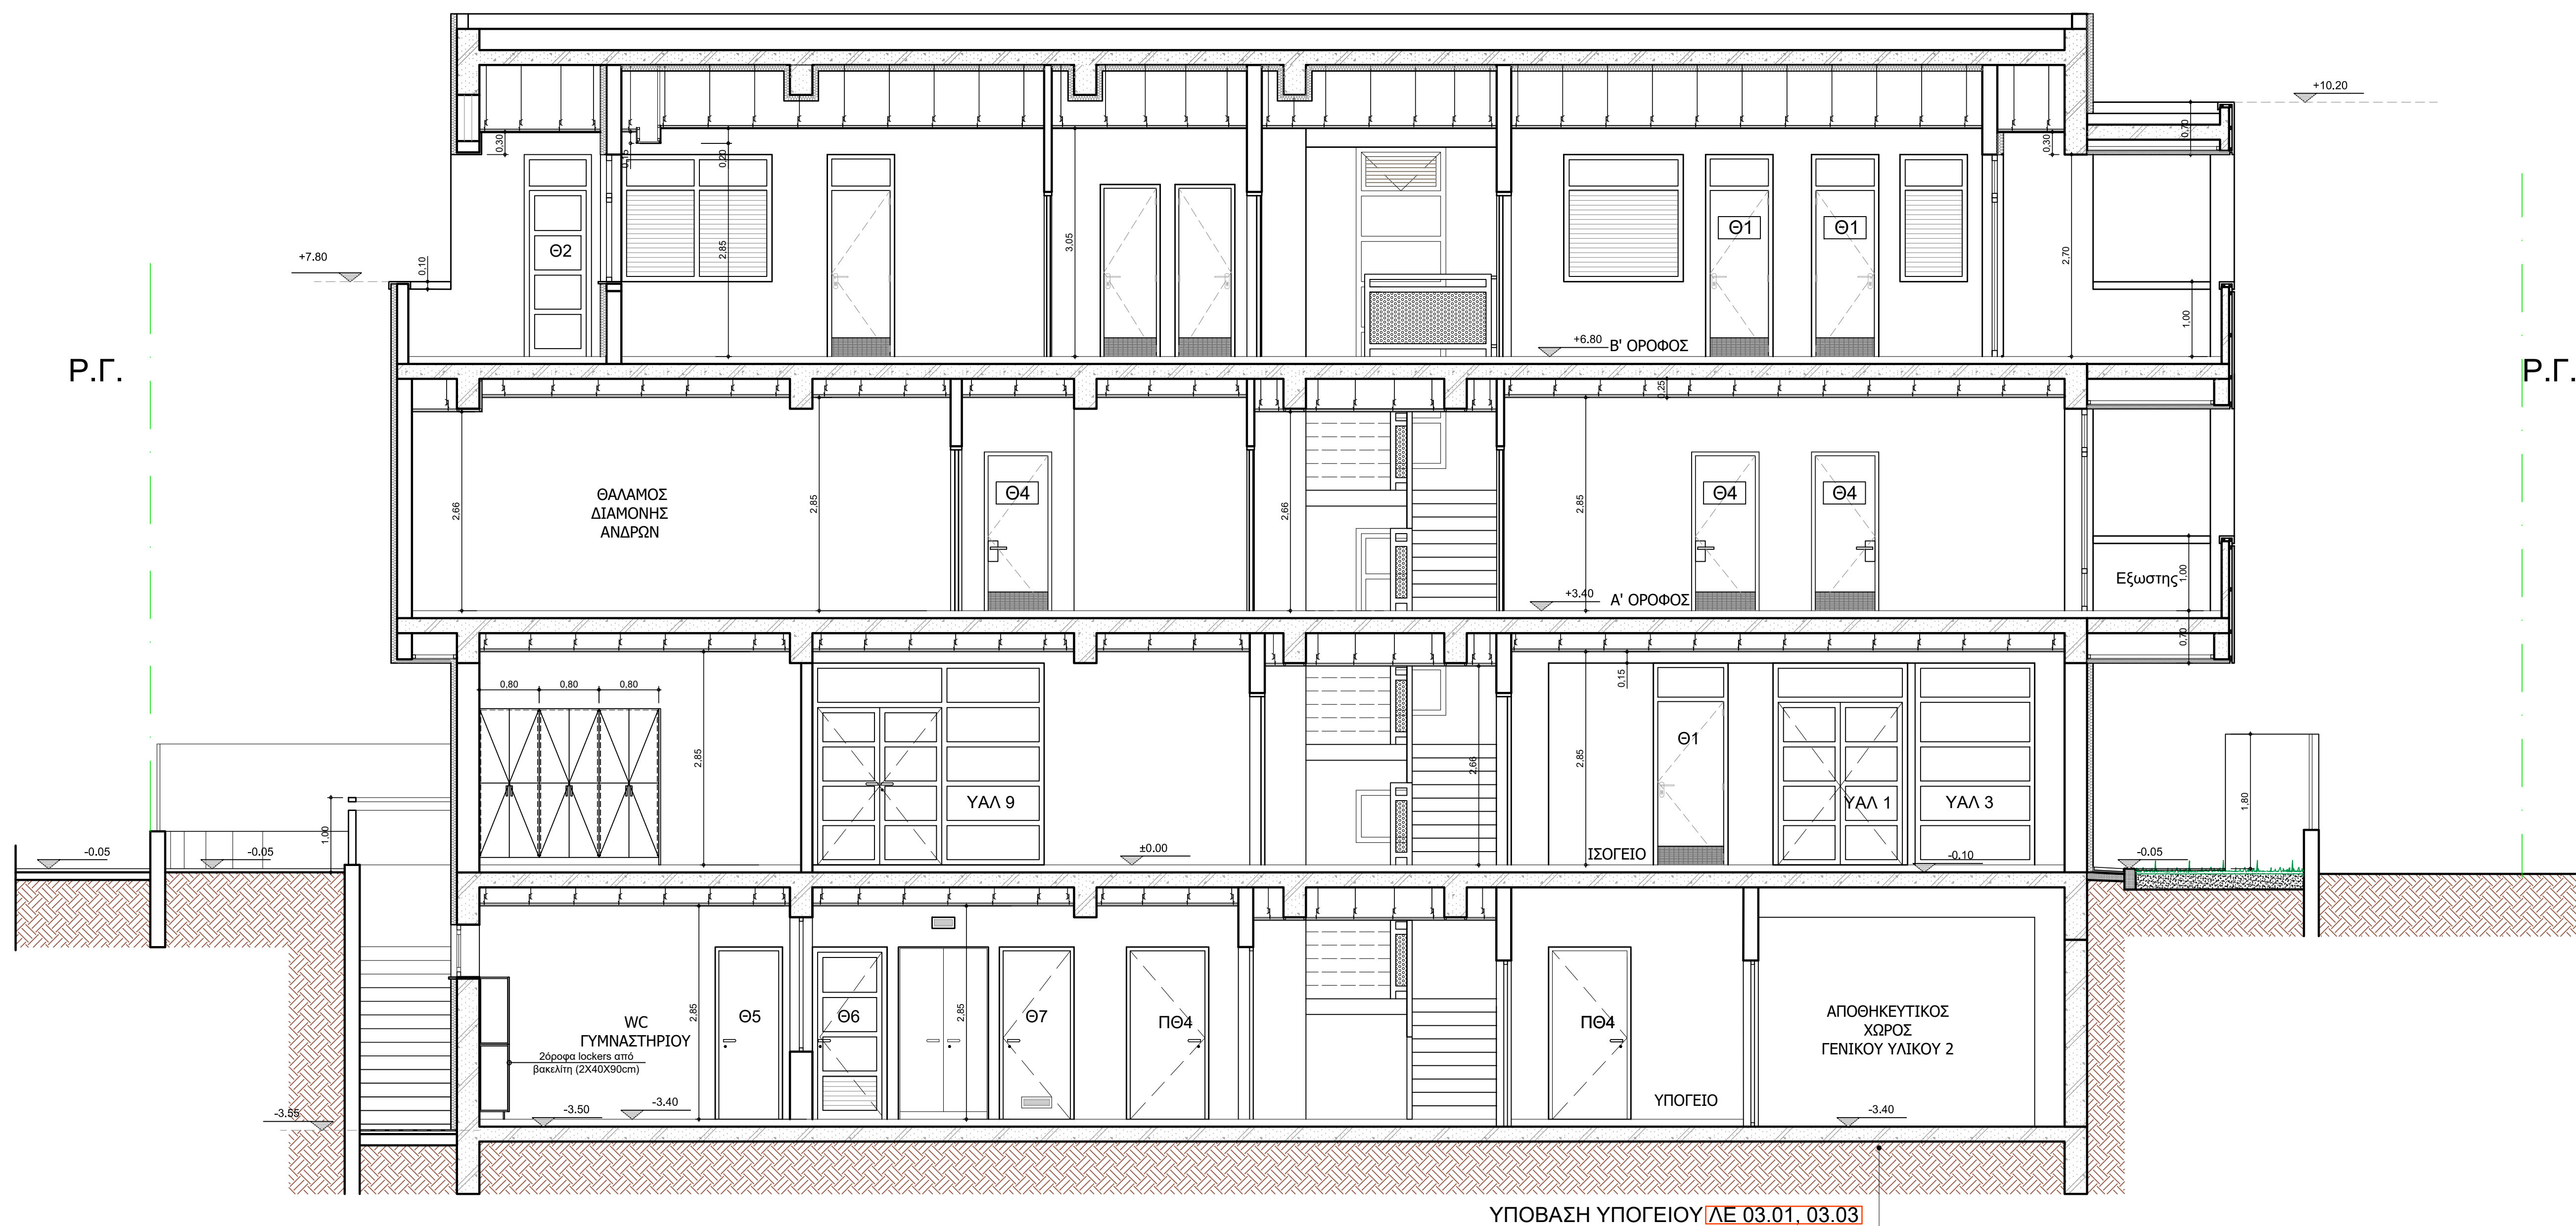 +10.20
0,30
0,15
0,20
0,30
0,70
Θ2
2,85
3,05
Θ1
Θ1
2,70
+7.80
0,10
1,00
+6.80
Β' ΟΡΟΦΟΣ
Ρ.Γ.
Ρ.Γ.
0,25
ΘΑΛΑΜΟΣ
ΔΙΑΜΟΝΗΣ
ΑΝΔΡΩΝ
2,66
2,85
Θ4
2,66
2,85
Θ4
Θ4
Εξωστης
1,00
+3.40
Α' ΟΡΟΦΟΣ
0,70
0,80
0,80
0,80
0,15
2,85
2,66
2,85
Θ1
ΥΑΛ 9
ΥΑΛ 1
ΥΑΛ 3
1,80
1,00
-0.05
-0.05
±0.00
ΙΣΟΓΕΙΟ
-0.10
-0.05
WC
ΓΥΜΝΑΣΤΗΡΙΟΥ
2όροφα lockers από
βακελίτη (2X40X90cm)
2,85
Θ5
Θ6
2,85
Θ7
ΠΘ4
ΠΘ4
ΑΠΟΘΗΚΕΥΤΙΚΟΣ
ΧΩΡΟΣ
ΓΕΝΙΚΟΥ ΥΛΙΚΟΥ 2
-3.55
-3.50
-3.40
ΥΠΟΓΕΙΟ
-3.40
ΥΠΟΒΑΣΗ ΥΠΟΓΕΙΟΥ ΛΕ 03.01, 03.03